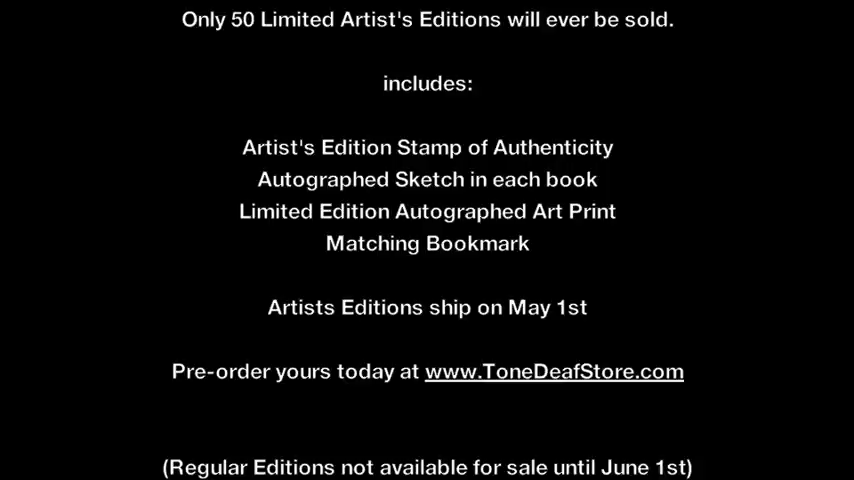 Only 50 Limited Artist's Editions will ever be sold.
includes:
Artist's Edition Stamp of Authenticity
Autographed Sketch in each book
Limited Edition Autographed Art Print
Matching Bookmark
Artists Editions ship on May 1st
Pre-order yours today at www.ToneDeafStore.com
(Regular Editions not available for sale until June 1st)